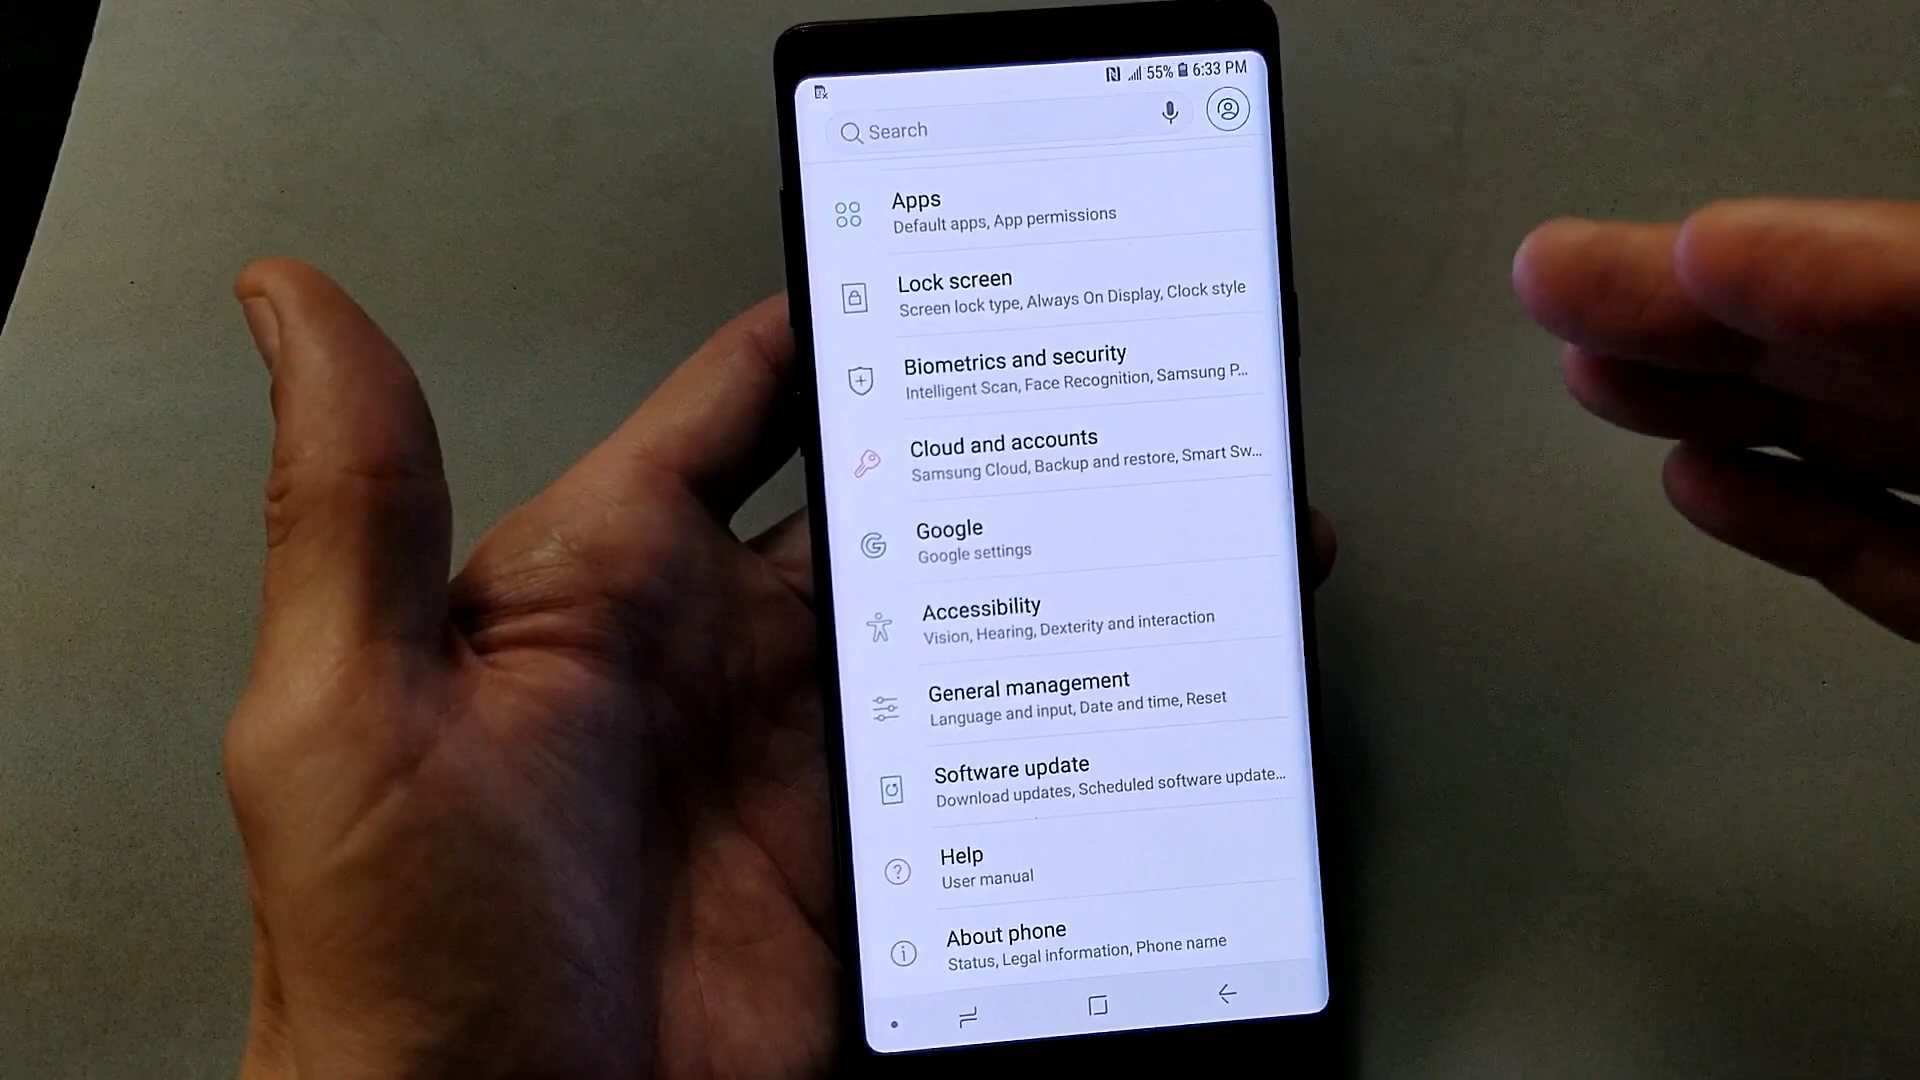 55% 6:33 PM
Search
Apps
Default apps, App permissions
Lock screen
Screen lock type, Always On Display, Clock style
Biometrics and security
Intelligent Scan, Face Recognition, Samsung P...
Cloud and accounts
Samsung Cloud, Backup and restore, Smart Sw...
Google
Google settings
Accessibility
Vision, Hearing, Dexterity and interaction
General management
Language and input, Date and time, Reset
Software update
Download updates, Scheduled software update...
Help
User manual
About phone
Status, Legal information, Phone name